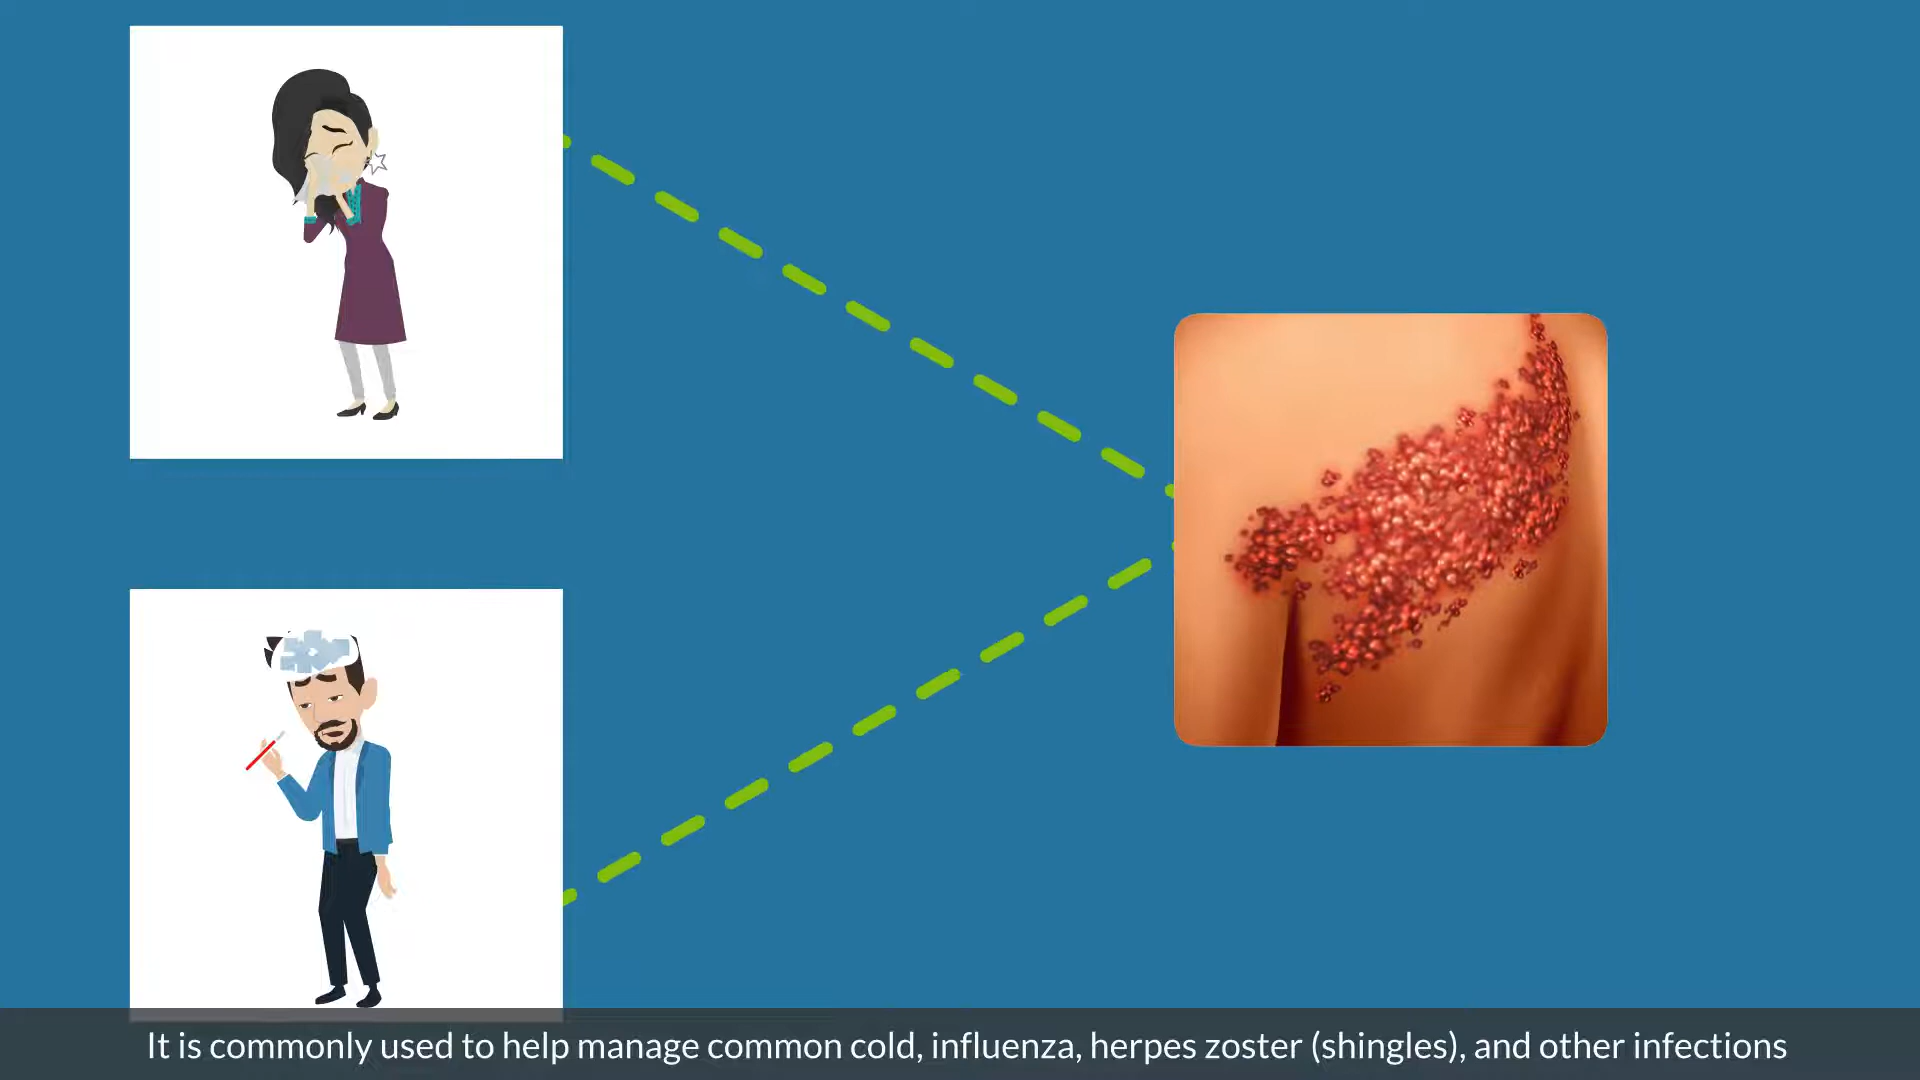 It is commonly used to help manage common cold, influenza, herpes zoster (shingles), and other infections